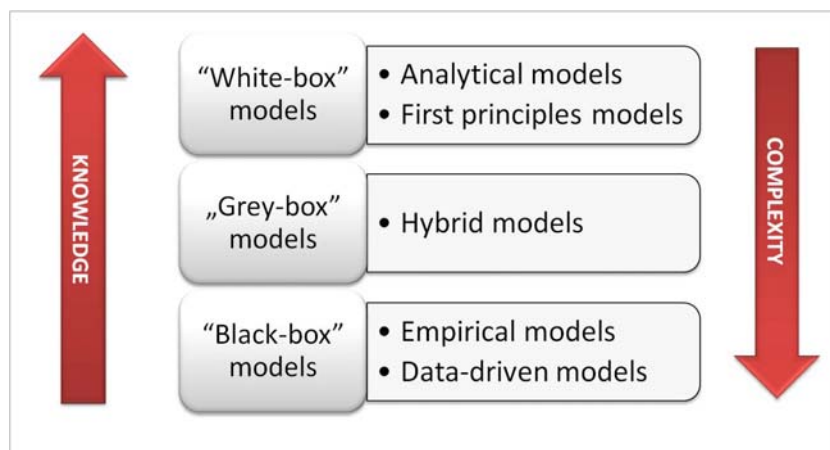 KNOWLEDGE
“White-box”
models
• Analytical models
• First principles models
„Grey-box”
models
• Hybrid models
“Black-box”
models
• Empirical models
• Data-driven models
COMPLEXITY